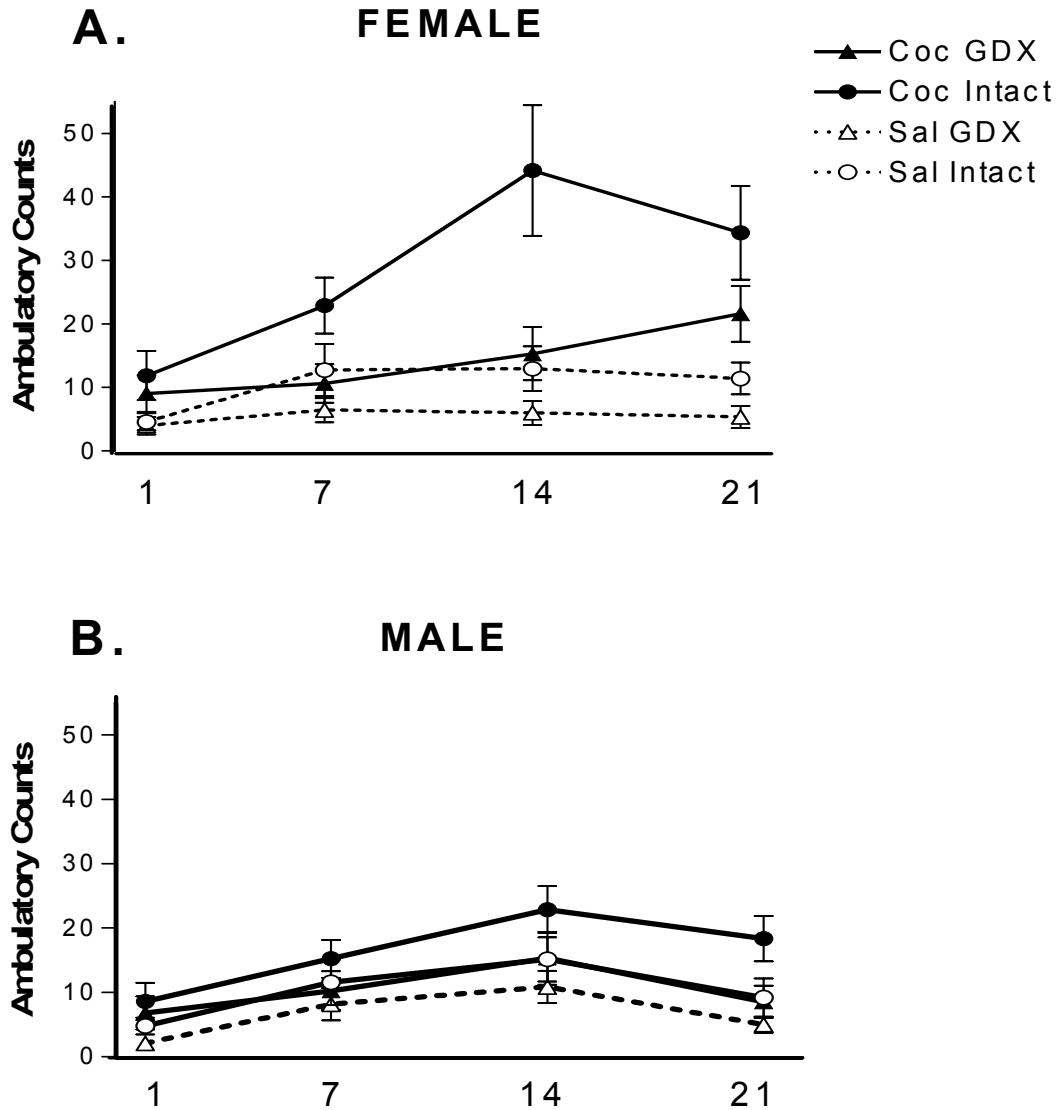 A. FEMALE
Coc GDX
Coc Intact
Sal GDX
Sal Intact
Ambulatory Counts
50
40
30
20
10
0
1 7 14 21
B. MALE
Ambulatory Counts
50
40
30
20
10
0
1 7 14 21